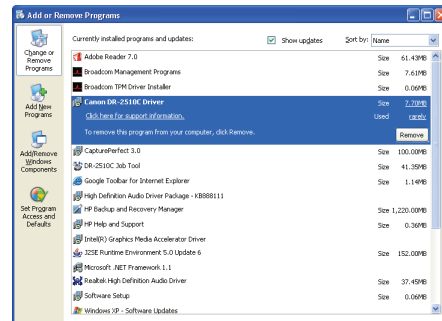 Add or Remove Programs
Change or
Remove
Programs
Add New
Programs
Add/Remove
Windows
Components
Set Program
Access and
Defaults
Currently installed programs and updates:
Show updates
Sort by: Name
Adobe Reader 7.0 Size 61.43MB
Broadcom Management Programs Size 7.61MB
Broadcom TPM Driver Installer Size 0.06MB
Canon DR-2510C Driver Size 7.70MB
Click here for support information. Used rarely
To remove this program from your computer, click Remove. Remove
CapturePerfect 3.0 Size 100.00MB
DR-2510C Job Tool Size 41.35MB
Google Toolbar for Internet Explorer Size 1.14MB
High Definition Audio Driver Package - KB888111
HP Backup and Recovery Manager Size 1,220.00MB
HP Help and Support Size 0.36MB
Intel(R) Graphics Media Accelerator Driver
J2SE Runtime Environment 5.0 Update 6 Size 152.00MB
Microsoft .NET Framework 1.1
Realtek High Definition Audio Driver Size 37.45MB
Software Setup Size 0.06MB
Windows XP - Software Updates